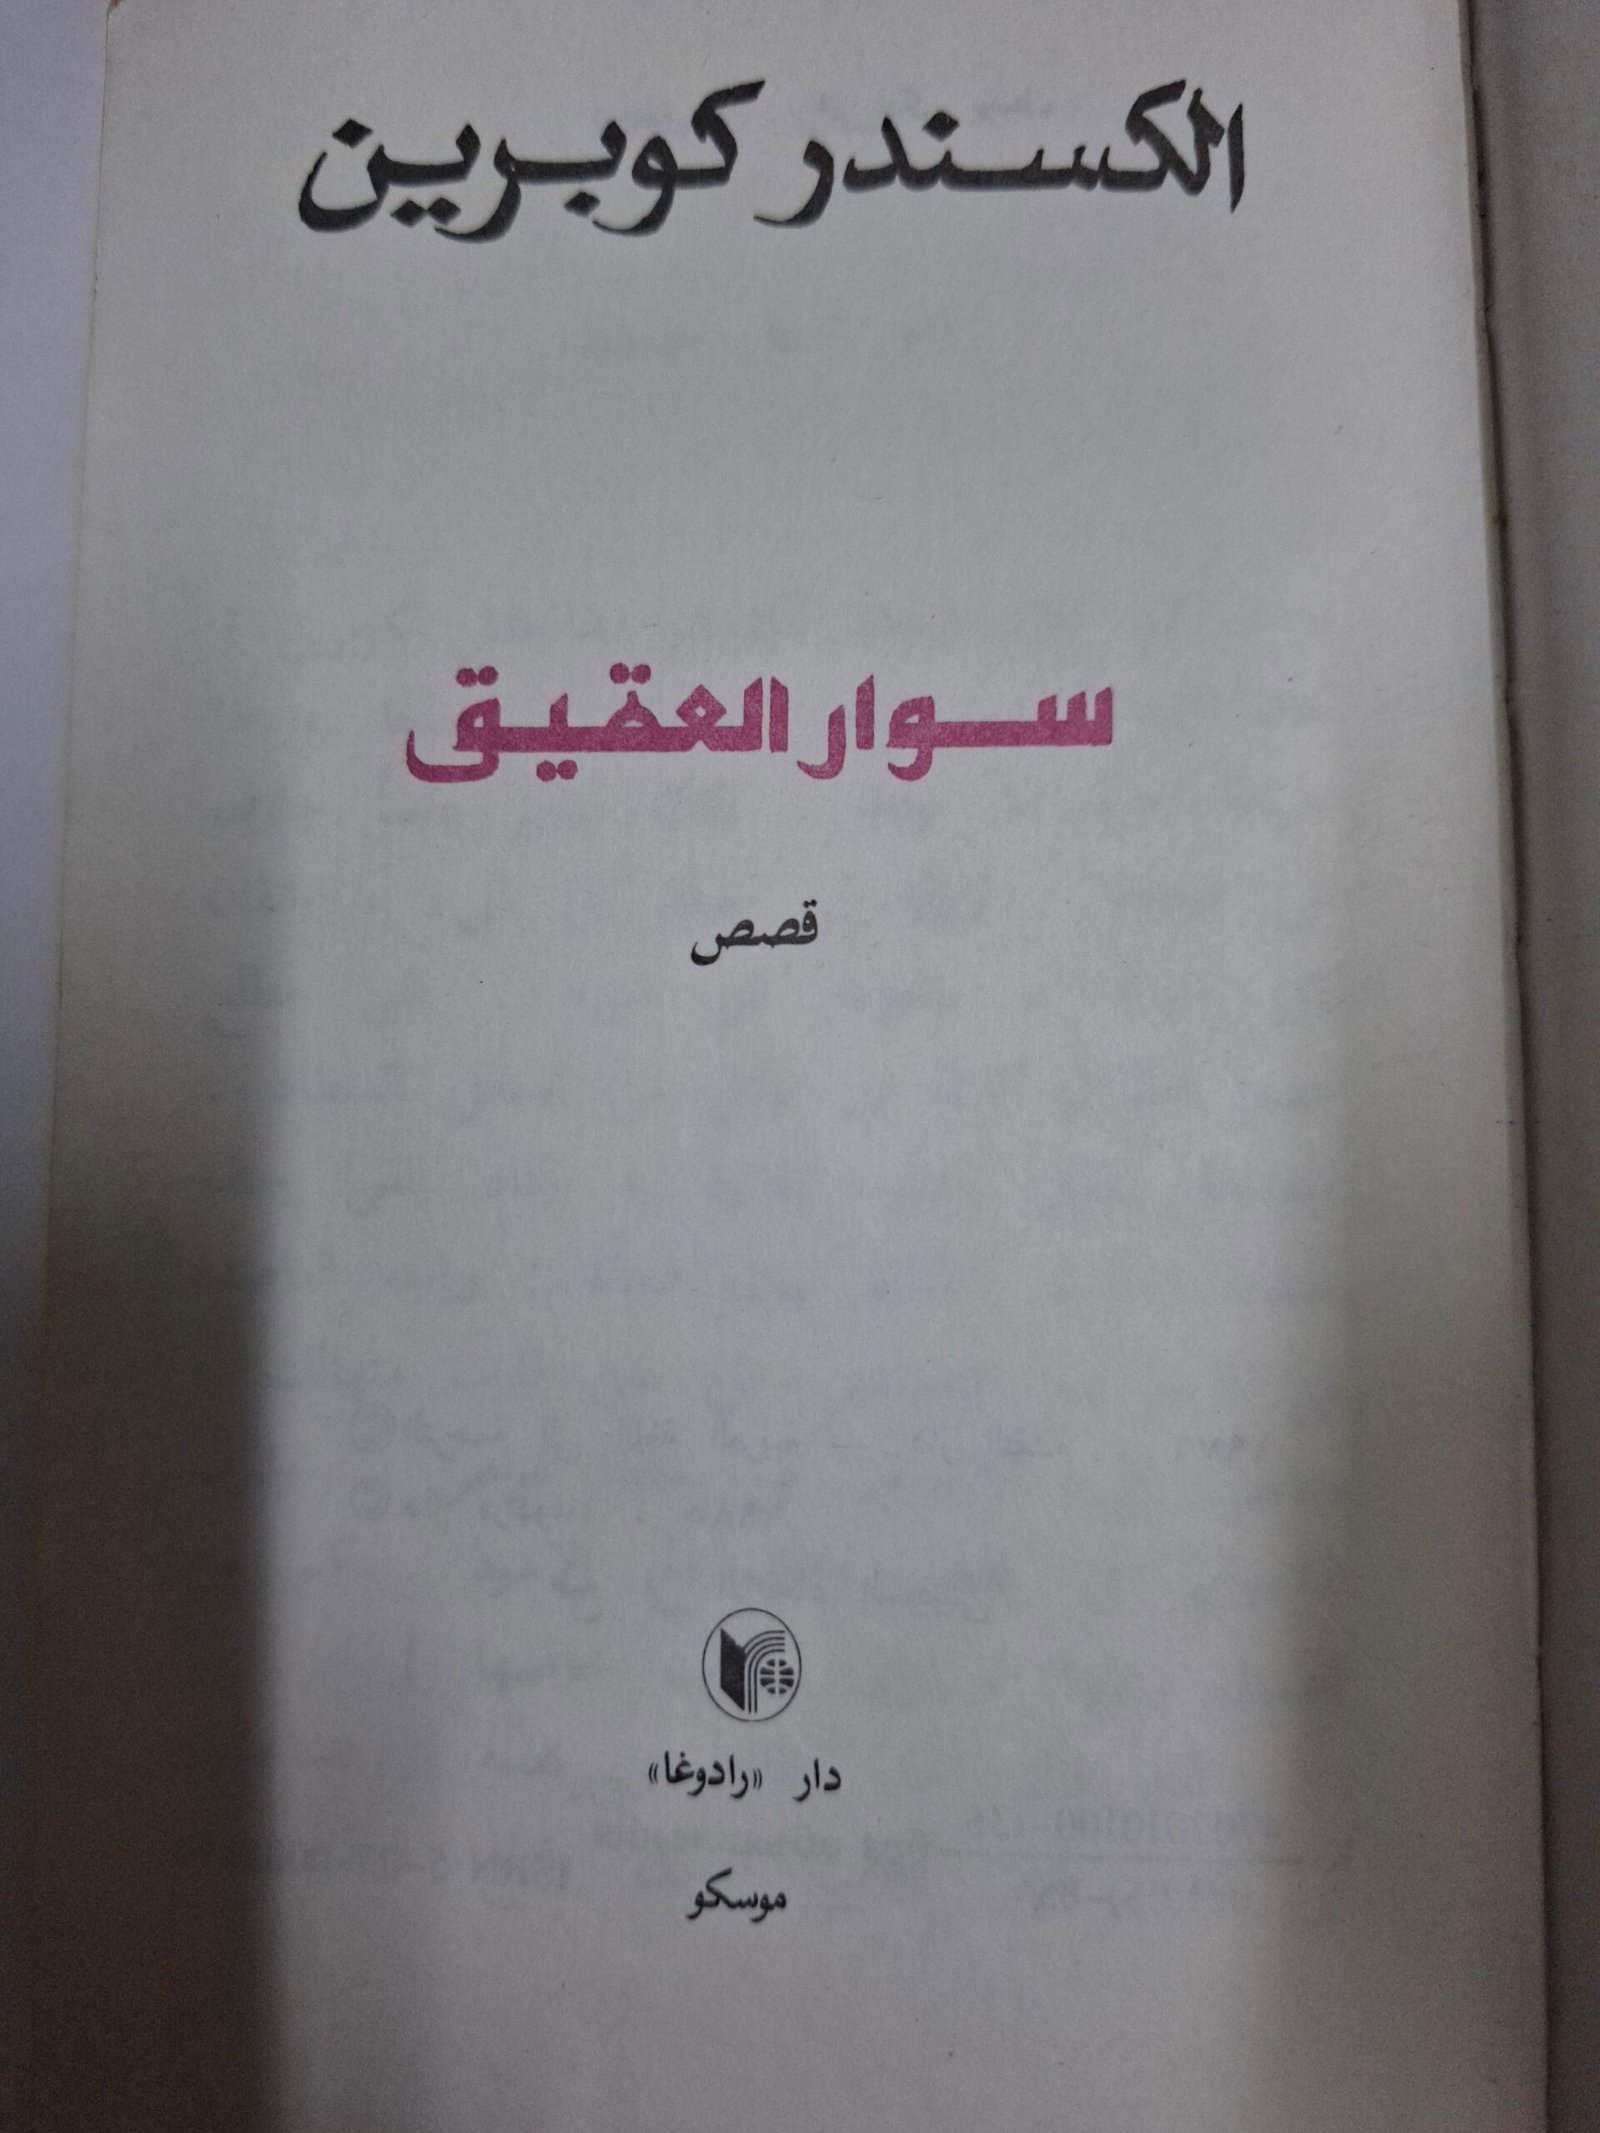 الكسندر كوبرين
سوار العقيق
قصص
دار «رادوغا»
موسكو